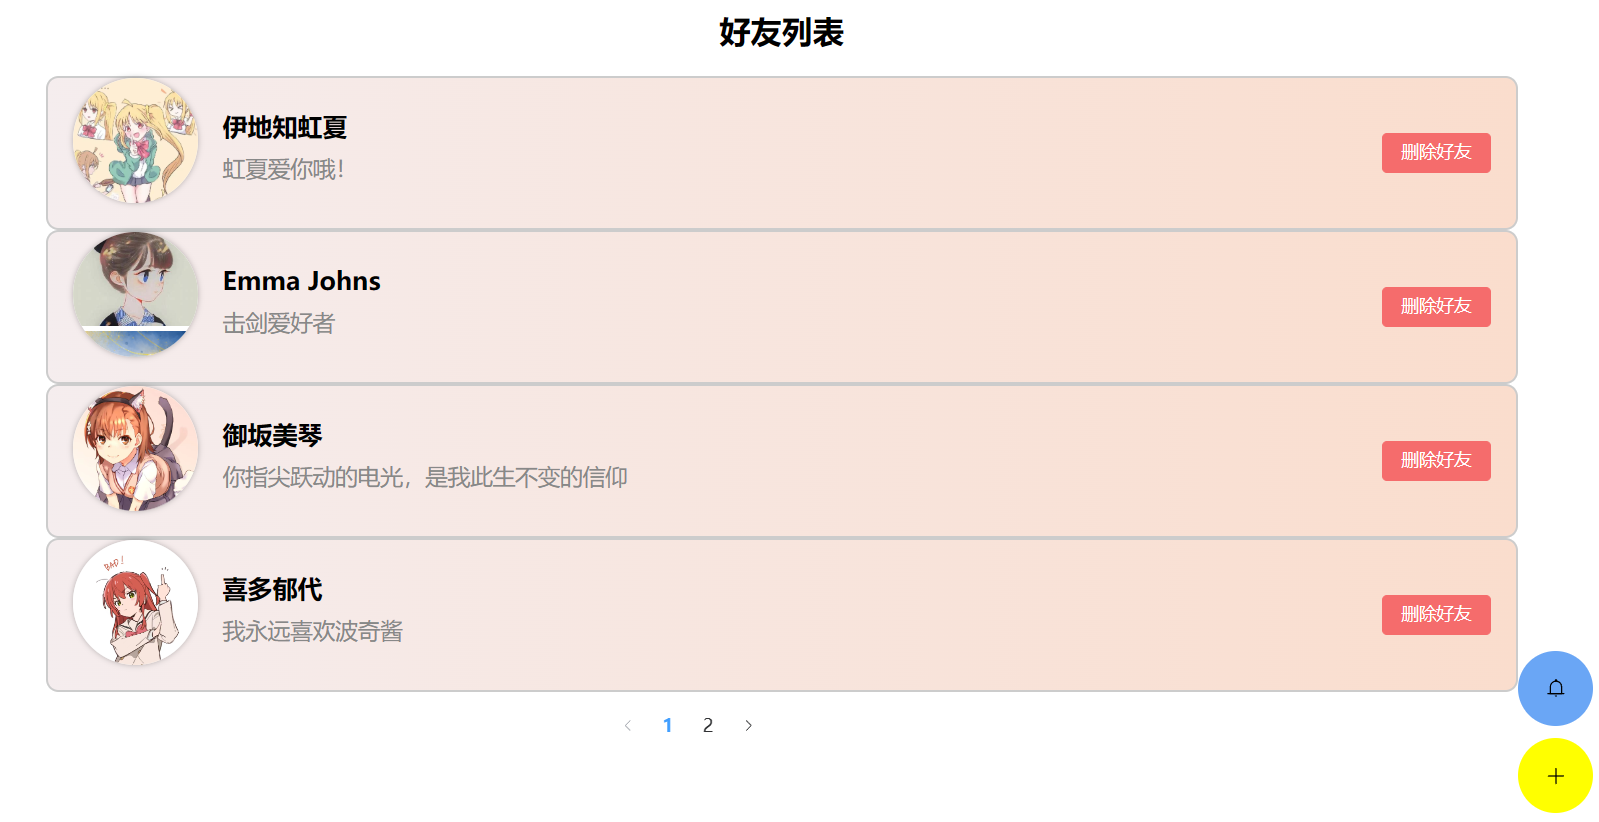 好友列表
伊地知虹夏
虹夏爱你哦!
删除好友
Emma Johns
击剑爱好者
删除好友
御坂美琴
你指尖跃动的电光，是我此生不变的信仰
删除好友
BAD!
喜多郁代
我永远喜欢波奇酱
删除好友
1 2